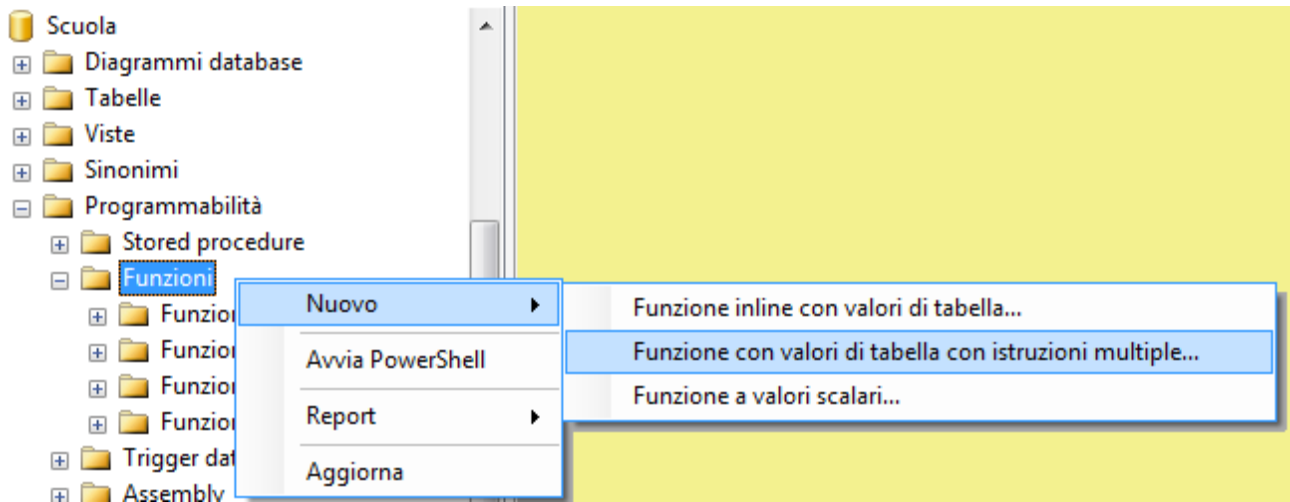 Scuola
Diagrammi database
Tabelle
Viste
Sinonimi
Programmabilità
Stored procedure
Funzioni
Nuovo
Avvia PowerShell
Report
Aggiorna
Funzione inline con valori di tabella...
Funzione con valori di tabella con istruzioni multiple...
Funzione a valori scalari...
Trigger
Assembly